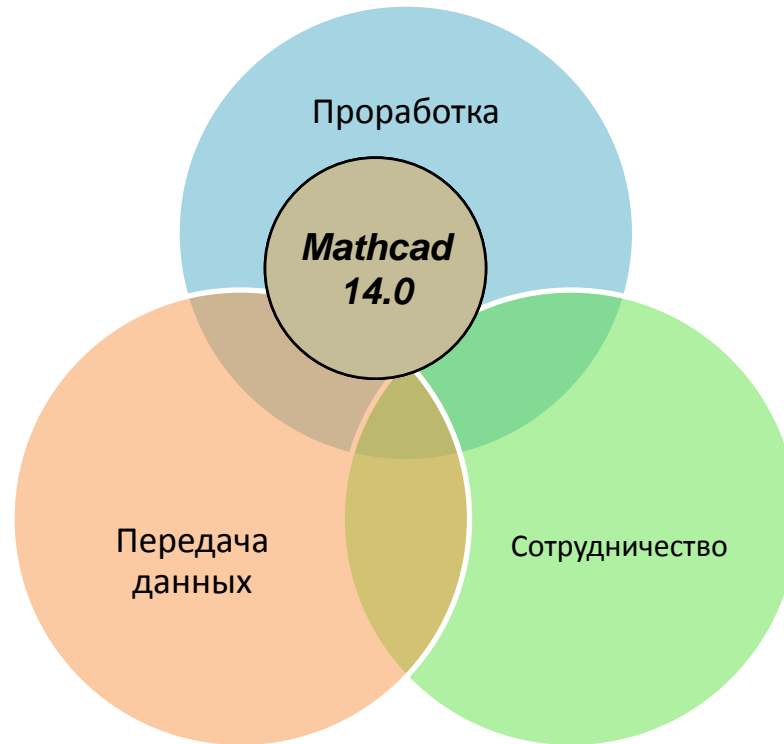 Проработка
Mathcad
14.0
Передача
данных
Сотрудничество